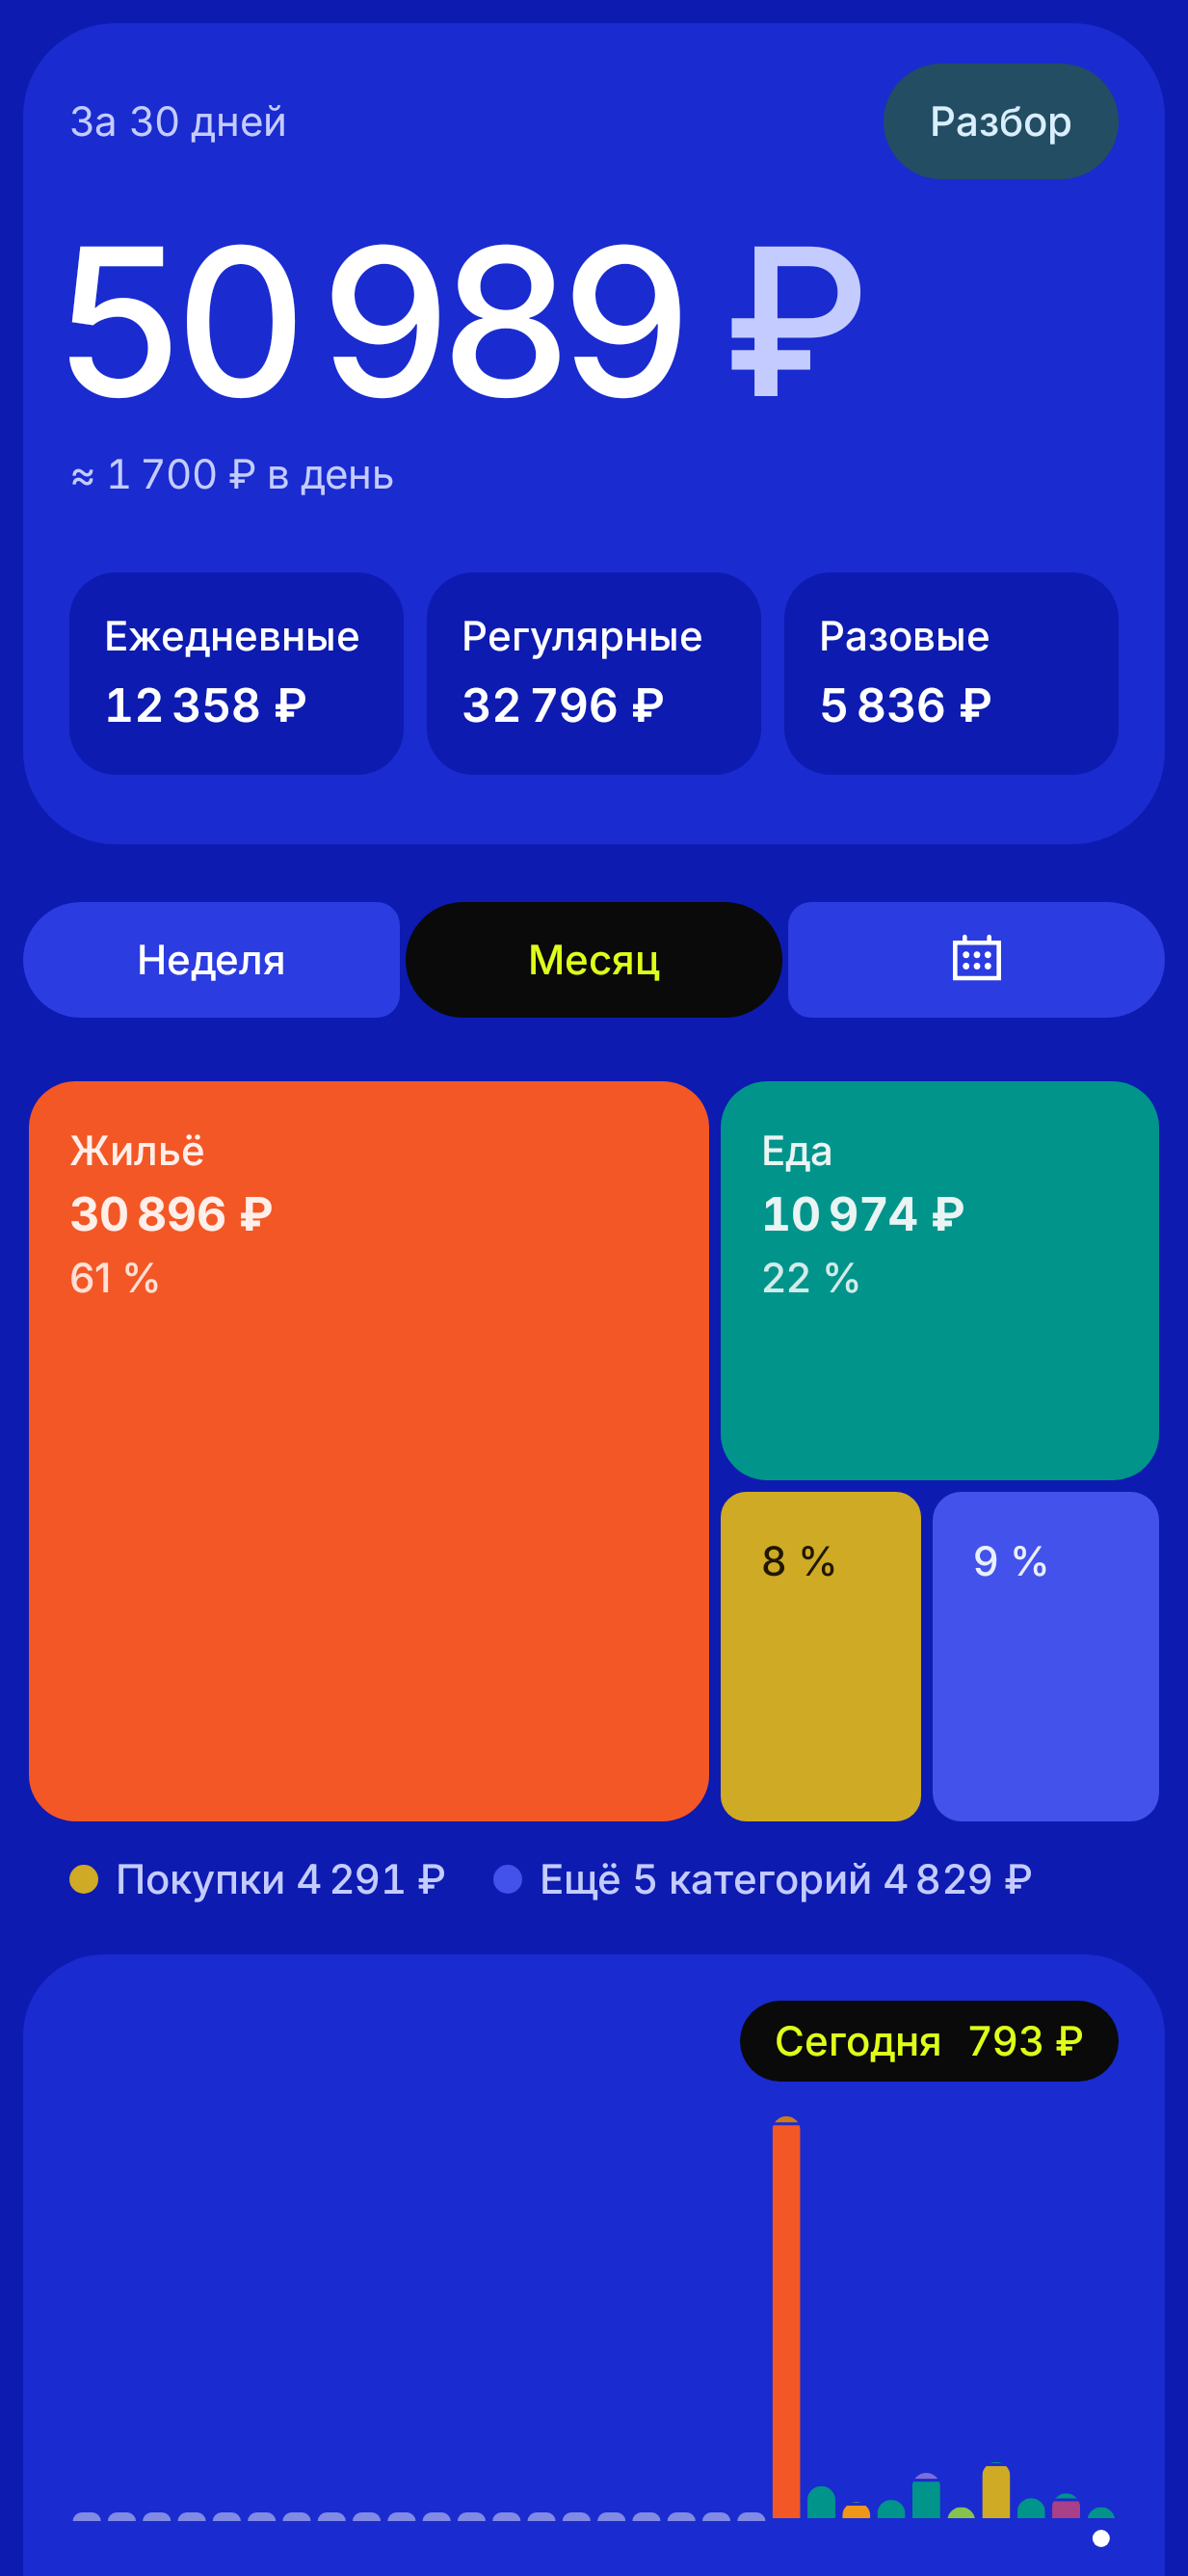 За 30 дней
Разбор
50 989 ₽
≈ 1 700 ₽ в день
Ежедневные
12 358 ₽
Регулярные
32 796 ₽
Разовые
5 836 ₽
Неделя
Месяц
Жильё
30 896 ₽
61 %
Еда
10 974 ₽
22 %
8 %
9 %
Покупки 4 291 ₽
Ещё 5 категорий 4 829 ₽
Сегодня 793 ₽